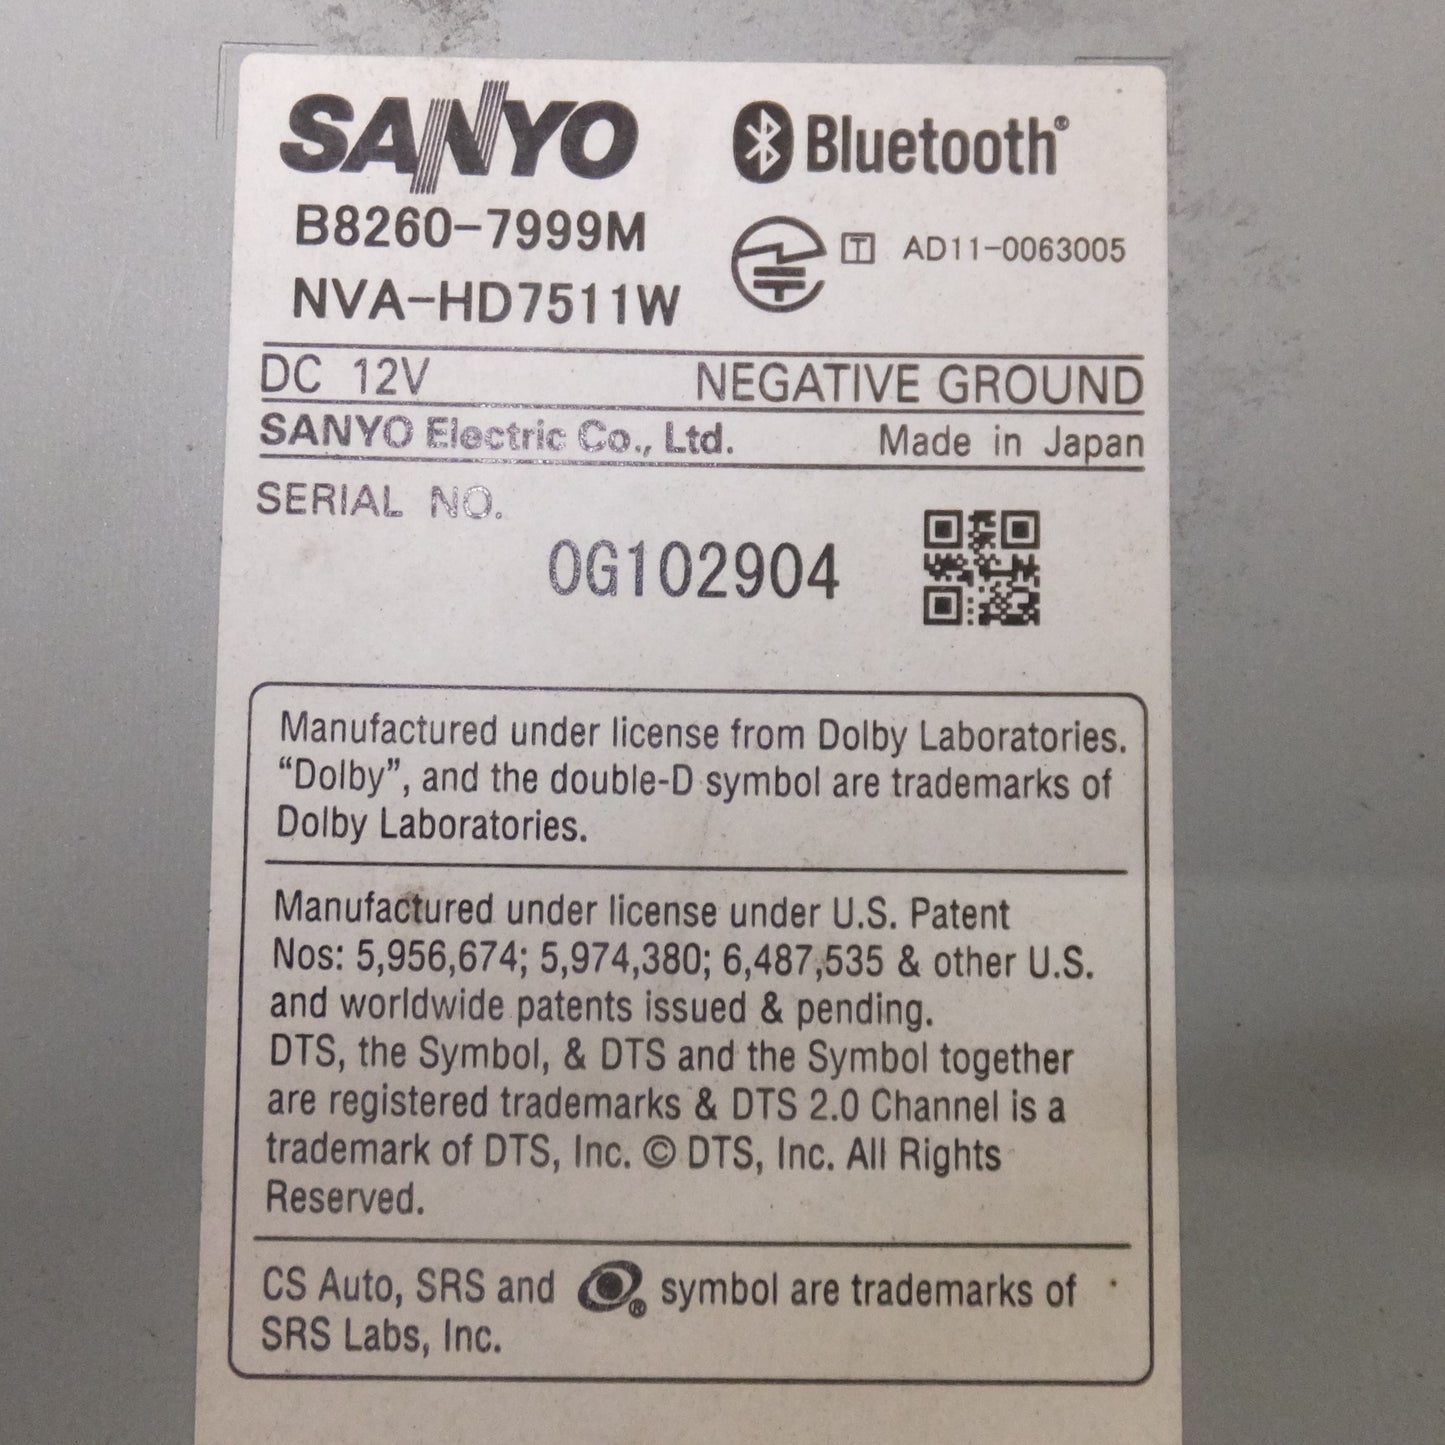 SANYO
Bluetooth®
B8260-7999M
NVA-HD7511W
T AD11-0063005
DC 12V NEGATIVE GROUND
SANYO Electric Co., Ltd. Made in Japan
SERIAL NO.
0G102904
Manufactured under license from Dolby Laboratories.
“Dolby”, and the double-D symbol are trademarks of
Dolby Laboratories.
Manufactured under license under U.S. Patent
Nos: 5,956,674; 5,974,380; 6,487,535 & other U.S.
and worldwide patents issued & pending.
DTS, the Symbol, & DTS and the Symbol together
are registered trademarks & DTS 2.0 Channel is a
trademark of DTS, Inc. © DTS, Inc. All Rights
Reserved.
CS Auto, SRS and ® symbol are trademarks of
SRS Labs, Inc.